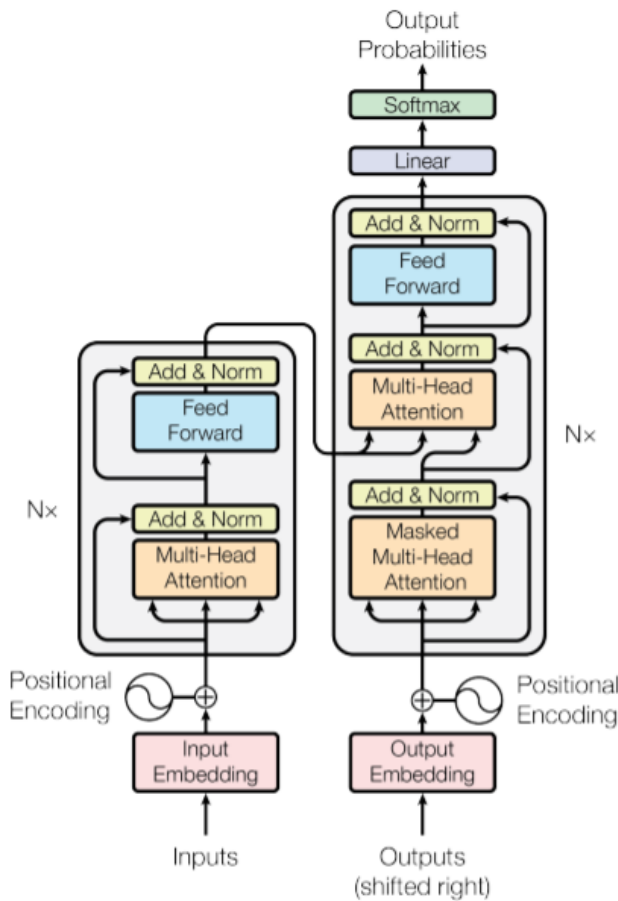 Output
Probabilities
Softmax
Linear
Add & Norm
Feed
Forward
Add & Norm
Multi-Head
Attention
Add & Norm
Masked
Multi-Head
Attention
Nx
Add & Norm
Feed
Forward
Add & Norm
Multi-Head
Attention
Nx
Positional
Encoding
Positional
Encoding
Input
Embedding
Output
Embedding
Inputs
Outputs
(shifted right)